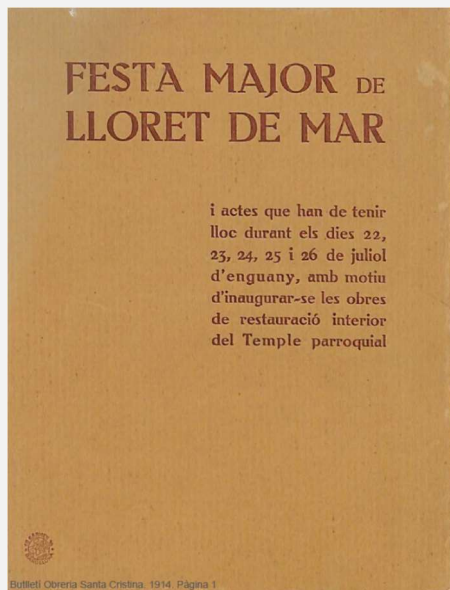 FESTA MAJOR DE
LLORET DE MAR
i actes que han de tenir
lloc durant els dies 22,
23, 24, 25 i 26 de juliol
d'enguany, amb motiu
d'inaugurar-se les obres
de restauració interior
del Temple parroquial
Butlletí Obreria Santa Cristina. 1914. Pàgina 1